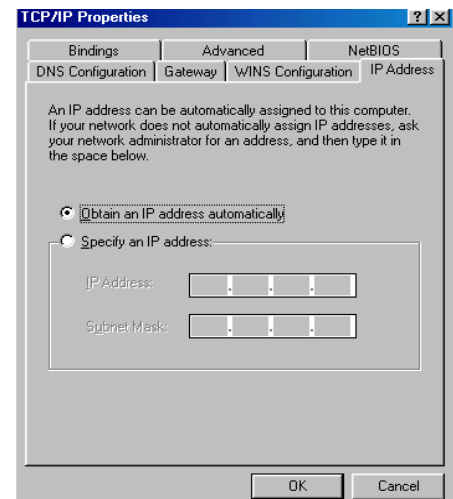 TCP/IP Properties
Bindings Advanced NetBIOS
DNS Configuration Gateway WINS Configuration IP Address
An IP address can be automatically assigned to this computer.
If your network does not automatically assign IP addresses, ask
your network administrator for an address, and then type it in
the space below.
Obtain an IP address automatically
Specify an IP address:
IP Address:
Subnet Mask:
OK Cancel